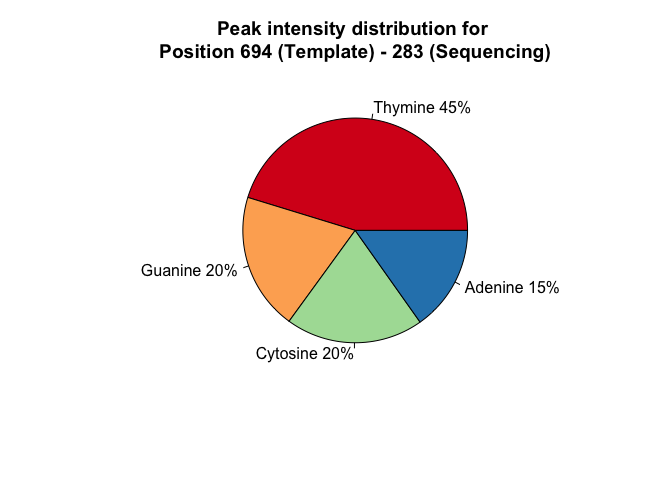 Peak intensity distribution for
Position 694 (Template) - 283 (Sequencing)
Thymine 45%
Guanine 20%
Adenine 15%
Cytosine 20%